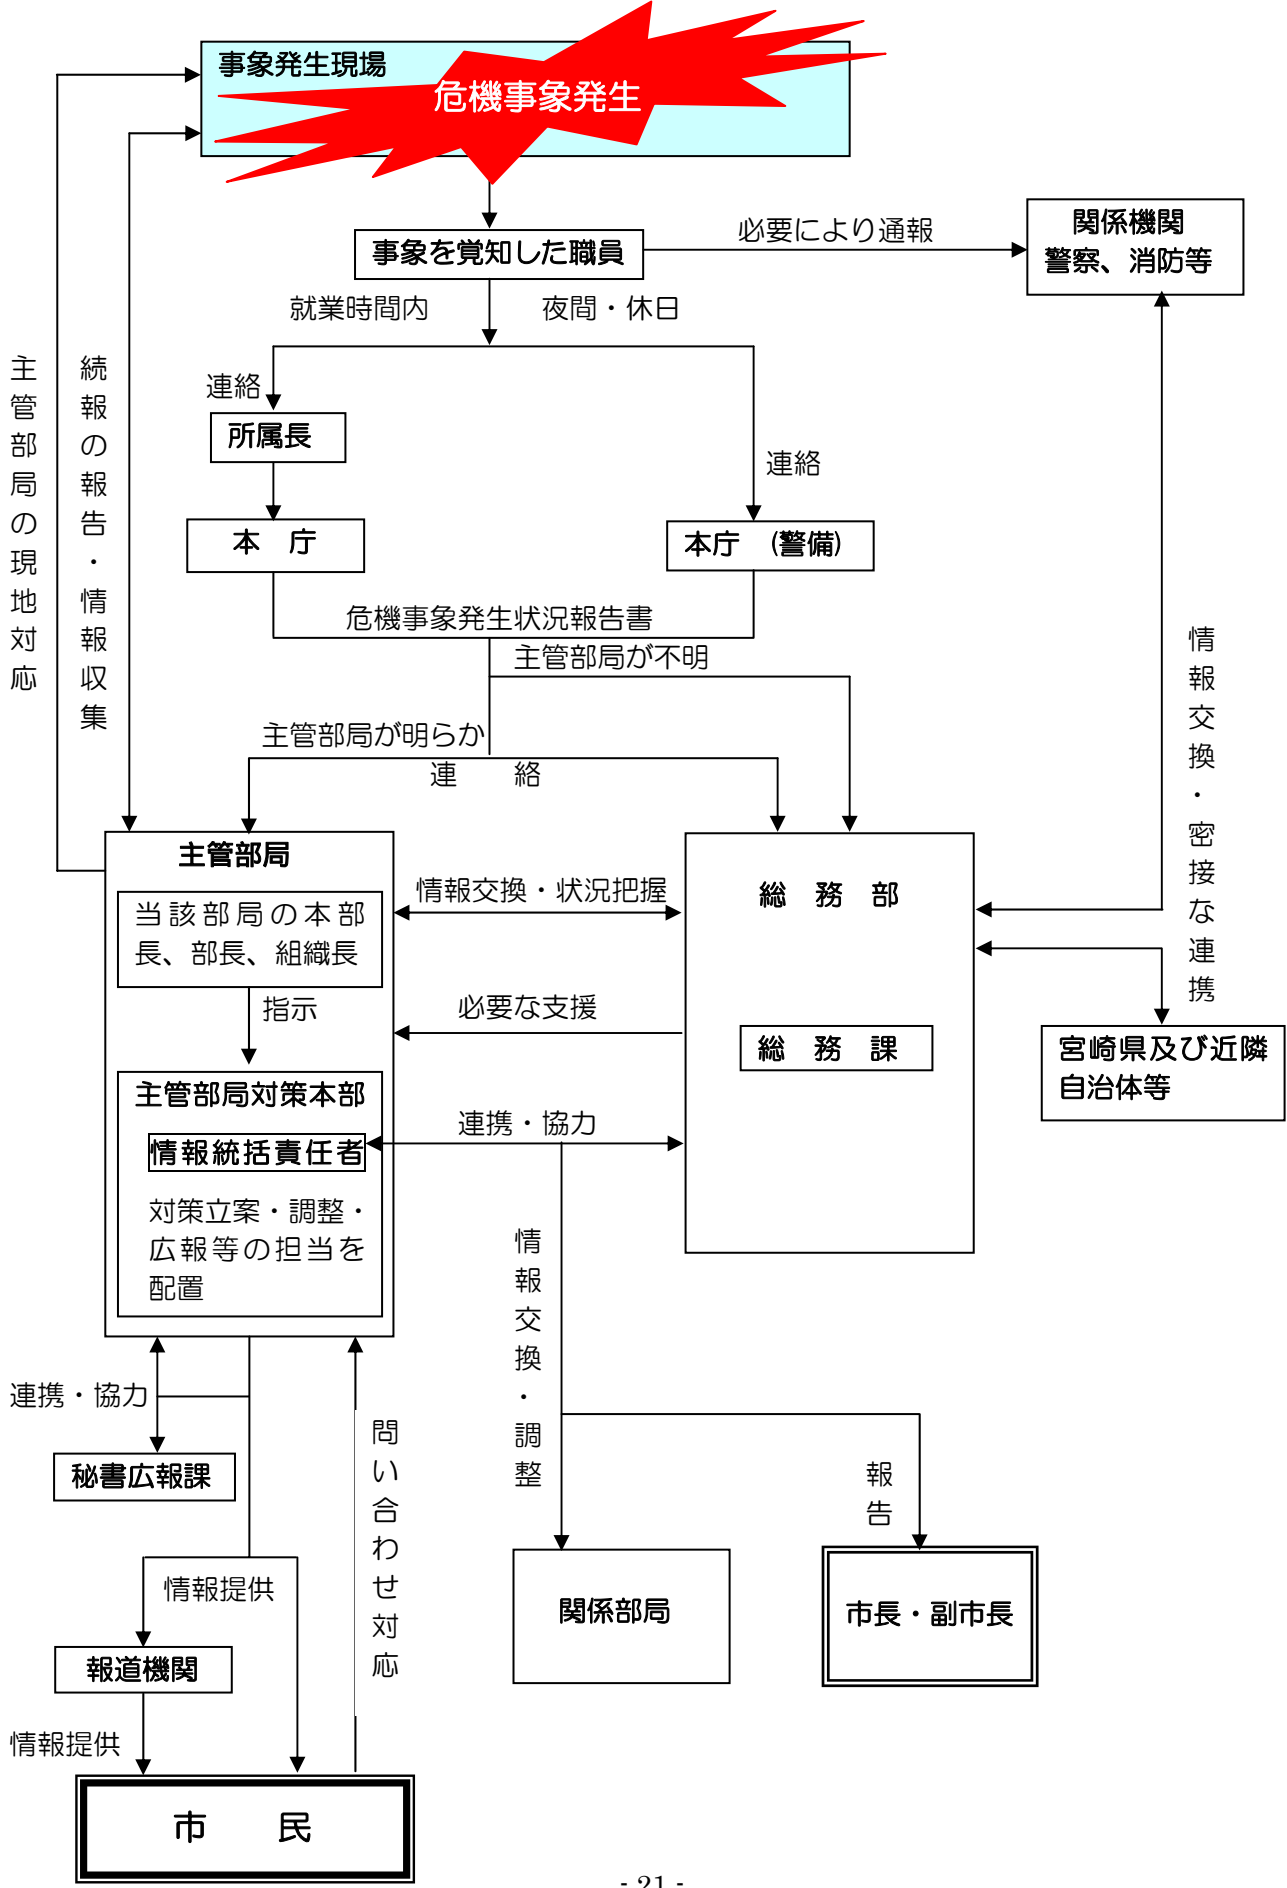 事象発生現場
危機事象発生
事象を覚知した職員
必要により通報
関係機関
警察、消防等
就業時間内
夜間・休日
主管部局の現地対応
続報の報告・情報収集
連絡
所属長
連絡
本　庁
本庁　(警備)
危機事象発生状況報告書
主管部局が不明
情報交換・密接な連携
主管部局が明らか
連　　絡
主管部局
当該部局の本部
長、部長、組織長
指示
情報交換・状況把握
総　務　部
必要な支援
総　務　課
宮崎県及び近隣
自治体等
主管部局対策本部
情報統括責任者
連携・協力
対策立案・調整・
広報等の担当を
配置
情報交換・調整
連携・協力
問い合わせ対応
秘書広報課
報告
情報提供
関係部局
市長・副市長
報道機関
情報提供
市　　民
- 21 -